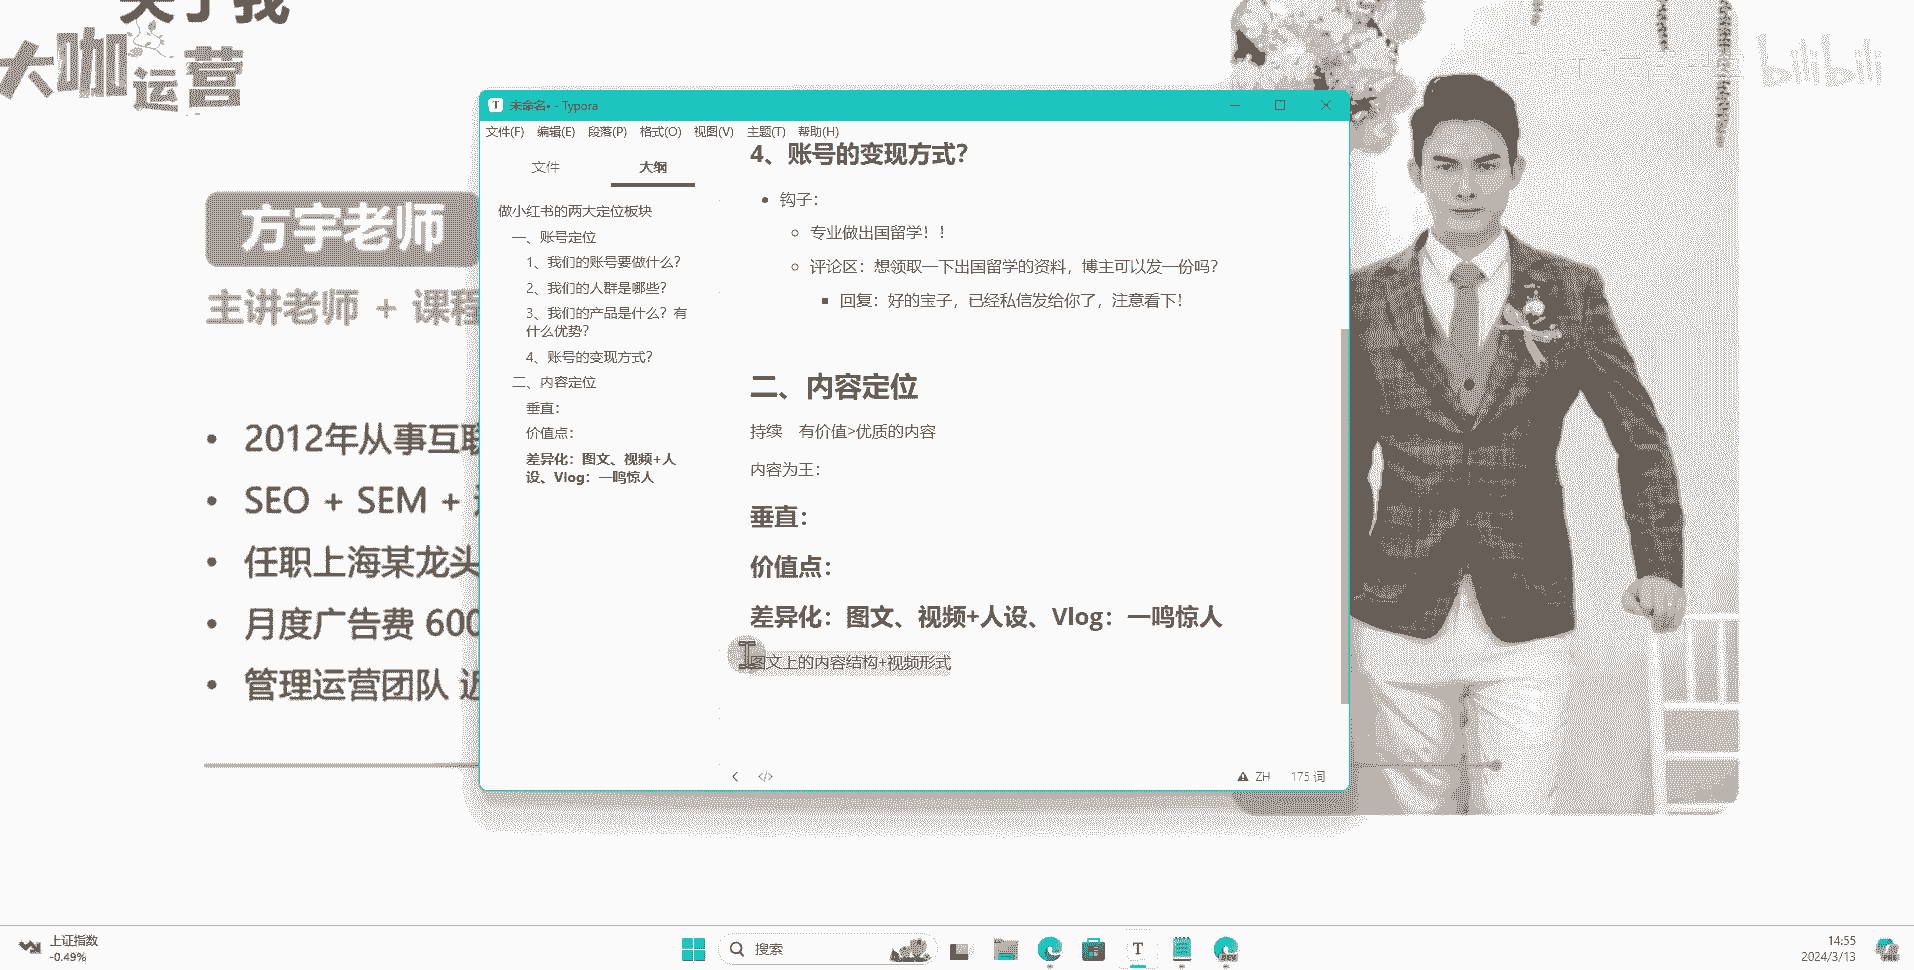 关于我
大咖运营
bilibili
方宇老师
主讲老师 + 课程
2012年从事互联
SEO + SEM +
任职上海某龙头
月度广告费 600
管理运营团队 近
未命名• - Typora
文件(F) 编辑(E) 段落(P) 格式(O) 视图(V) 主题(T) 帮助(H)
文件 大纲
做小红书的两大定位板块
一、账号定位
1、我们的账号要做什么？
2、我们的人群是哪些？
3、我们的产品是什么？有
什么优势？
4、账号的变现方式？
二、内容定位
垂直：
价值点：
差异化：图文、视频+人
设、Vlog：一鸣惊人
4、账号的变现方式？
钩子：
专业做出国留学！！
评论区：想领取一下出国留学的资料，博主可以发一份吗？
回复：好的宝子，已经私信发给你了，注意看下！
二、内容定位
持续 有价值>优质的内容
内容为王：
垂直：
价值点：
差异化：图文、视频+人设、Vlog：一鸣惊人
图文上的内容结构+视频形式
</> ZH 175 词
上证指数
-0.49%
搜索
T
DEV
14:55
2024/3/13
PRE